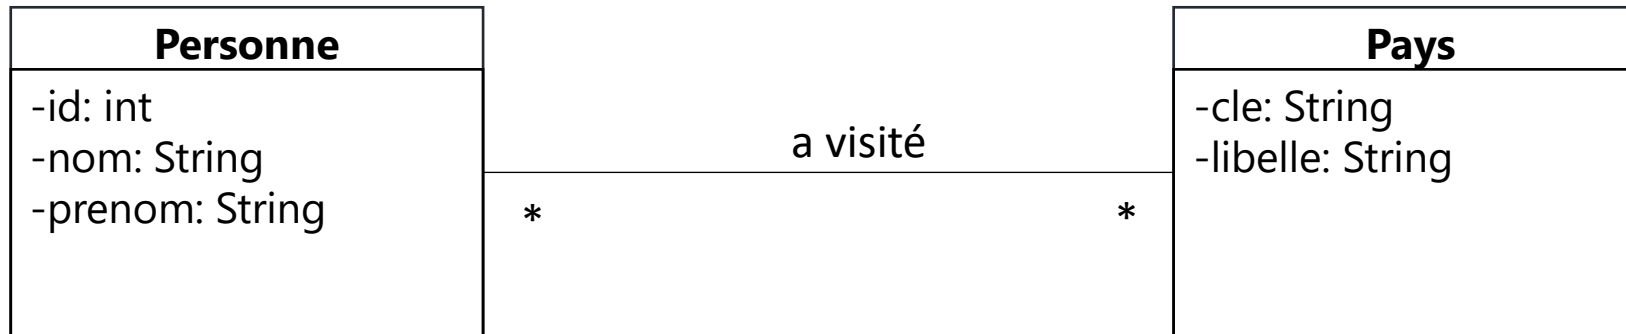 Personne
-id: int
-nom: String
-prenom: String
a visité
*
*
Pays
-cle: String
-libelle: String